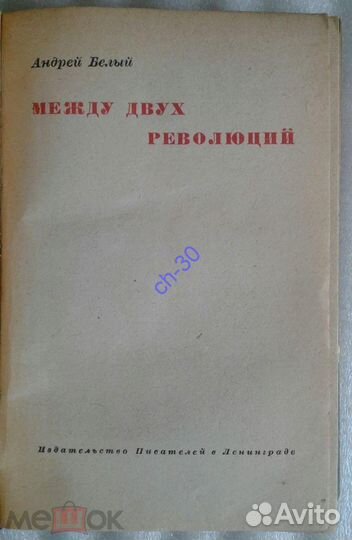 Андрей Белый
МЕЖДУ ДВУХ
РЕВОЛЮЦИЙ
ch-30
Издательство Писателей в Ленинграде
мешок
Avito